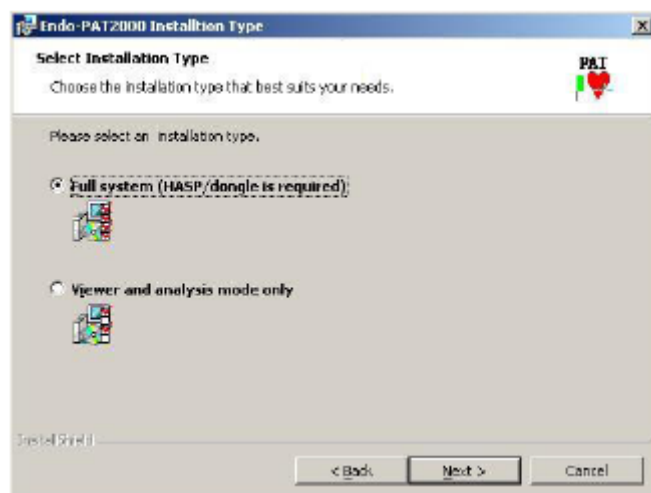 Endo-PAT2000 Installtion Type
Select Installation Type
Choose the installation type that best suits your needs.
PAT
Please select an installation type.
Full system (HASP/dongle is required)
Viewer and analysis mode only
InstallShield
< Back
Next >
Cancel